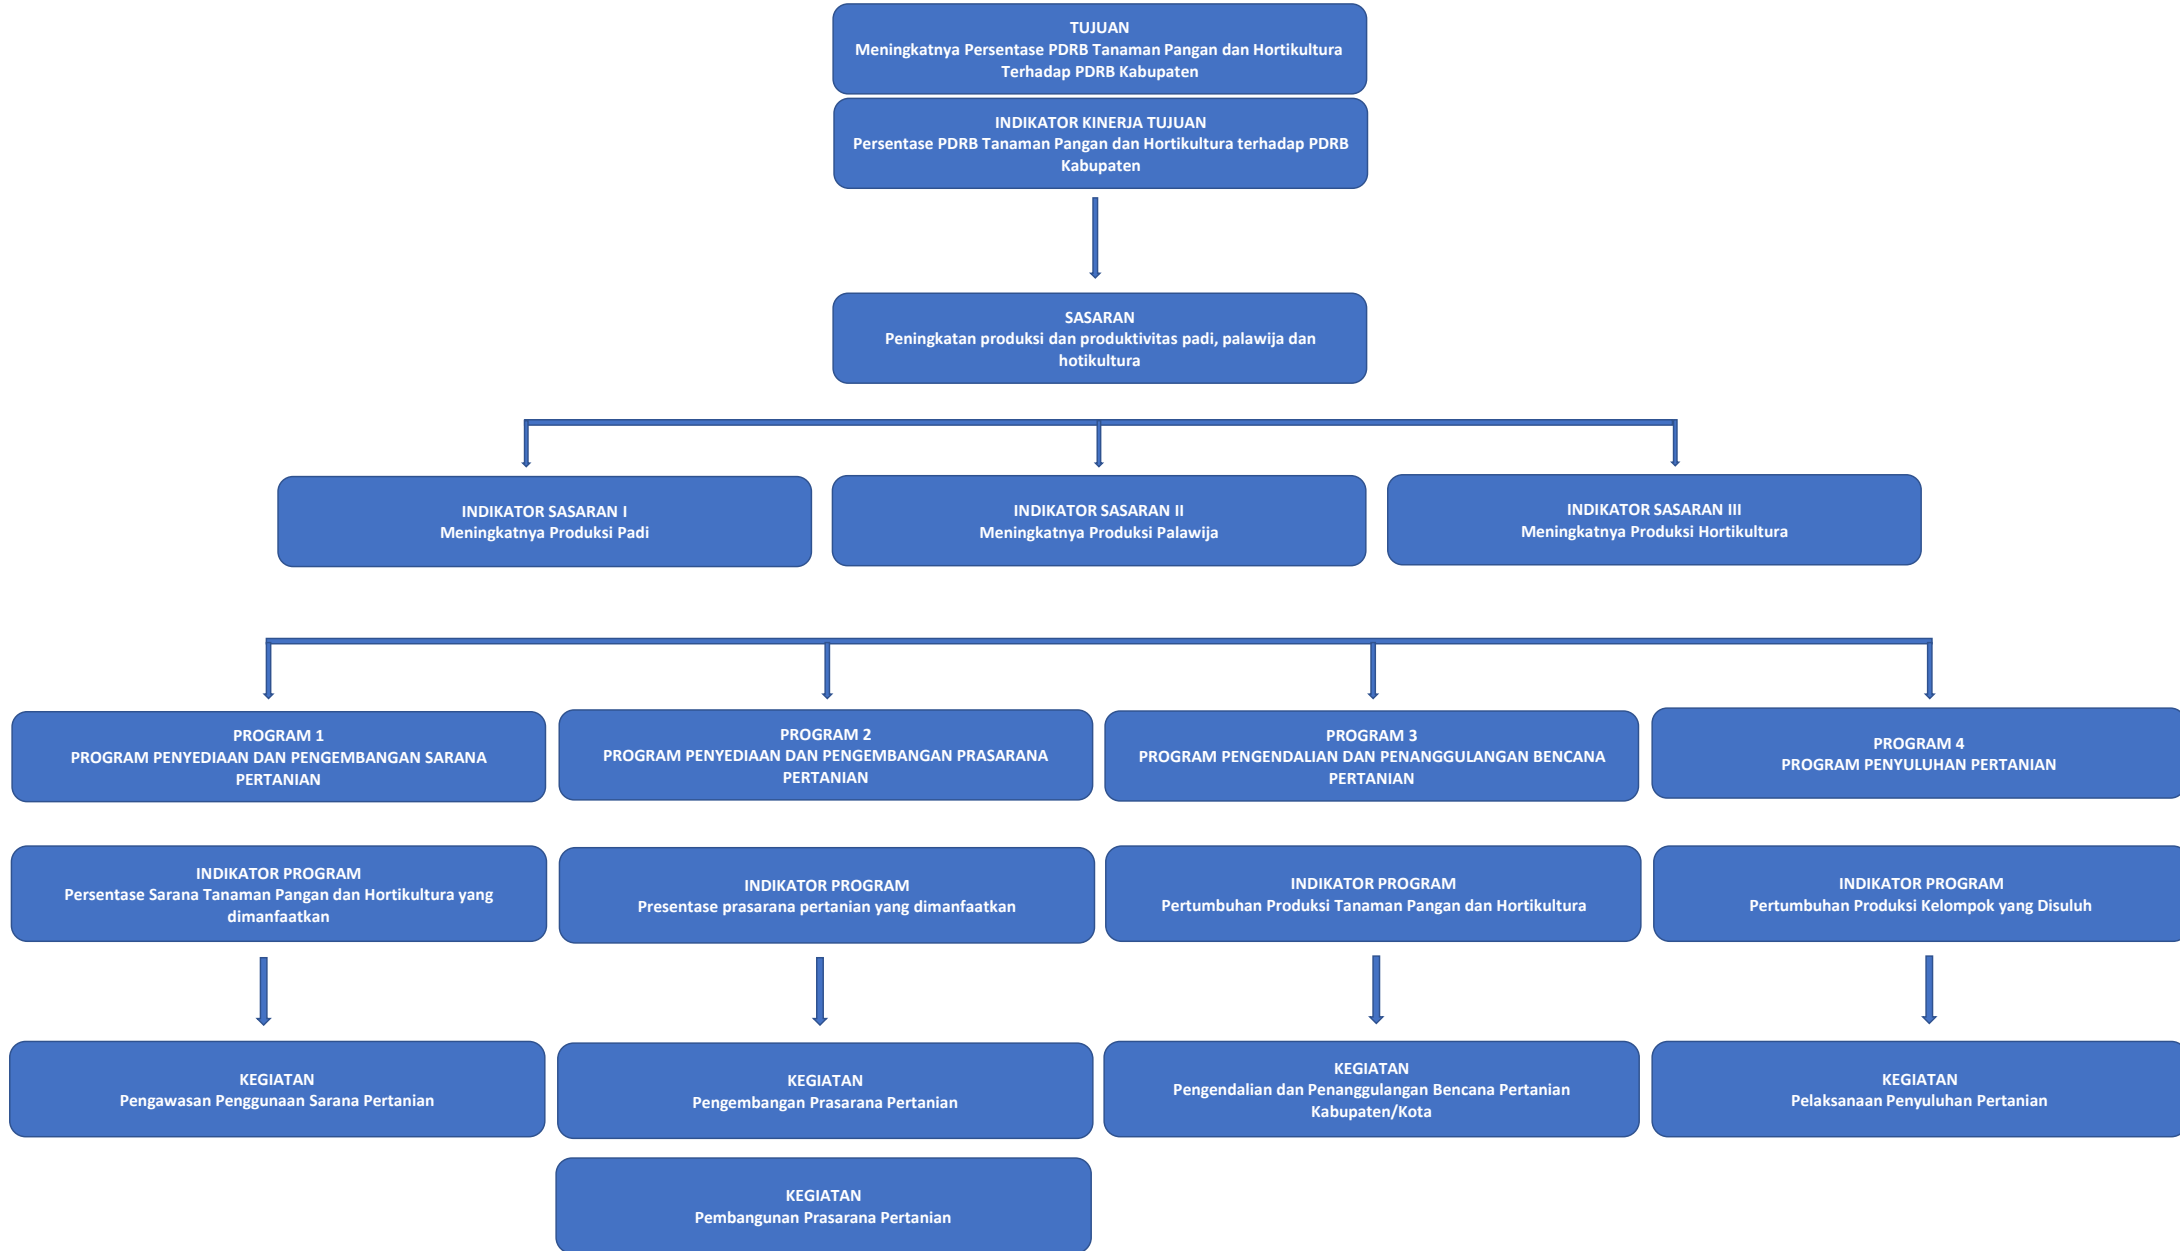 TUJUAN
Meningkatnya Persentase PDRB Tanaman Pangan dan Hortikultura
Terhadap PDRB Kabupaten
INDIKATOR KINERJA TUJUAN
Persentase PDRB Tanaman Pangan dan Hortikultura terhadap PDRB
Kabupaten
SASARAN
Peningkatan produksi dan produktivitas padi, palawija dan
hotikultura
INDIKATOR SASARAN I
Meningkatnya Produksi Padi
INDIKATOR SASARAN II
Meningkatnya Produksi Palawija
INDIKATOR SASARAN III
Meningkatnya Produksi Hortikultura
PROGRAM 1
PROGRAM PENYEDIAAN DAN PENGEMBANGAN SARANA
PERTANIAN
PROGRAM 2
PROGRAM PENYEDIAAN DAN PENGEMBANGAN PRASARANA
PERTANIAN
PROGRAM 3
PROGRAM PENGENDALIAN DAN PENANGGULANGAN BENCANA
PERTANIAN
PROGRAM 4
PROGRAM PENYULUHAN PERTANIAN
INDIKATOR PROGRAM
Persentase Sarana Tanaman Pangan dan Hortikultura yang
dimanfaatkan
INDIKATOR PROGRAM
Presentase prasarana pertanian yang dimanfaatkan
INDIKATOR PROGRAM
Pertumbuhan Produksi Tanaman Pangan dan Hortikultura
INDIKATOR PROGRAM
Pertumbuhan Produksi Kelompok yang Disuluh
KEGIATAN
Pengawasan Penggunaan Sarana Pertanian
KEGIATAN
Pengembangan Prasarana Pertanian
KEGIATAN
Pengendalian dan Penanggulangan Bencana Pertanian
Kabupaten/Kota
KEGIATAN
Pelaksanaan Penyuluhan Pertanian
KEGIATAN
Pembangunan Prasarana Pertanian